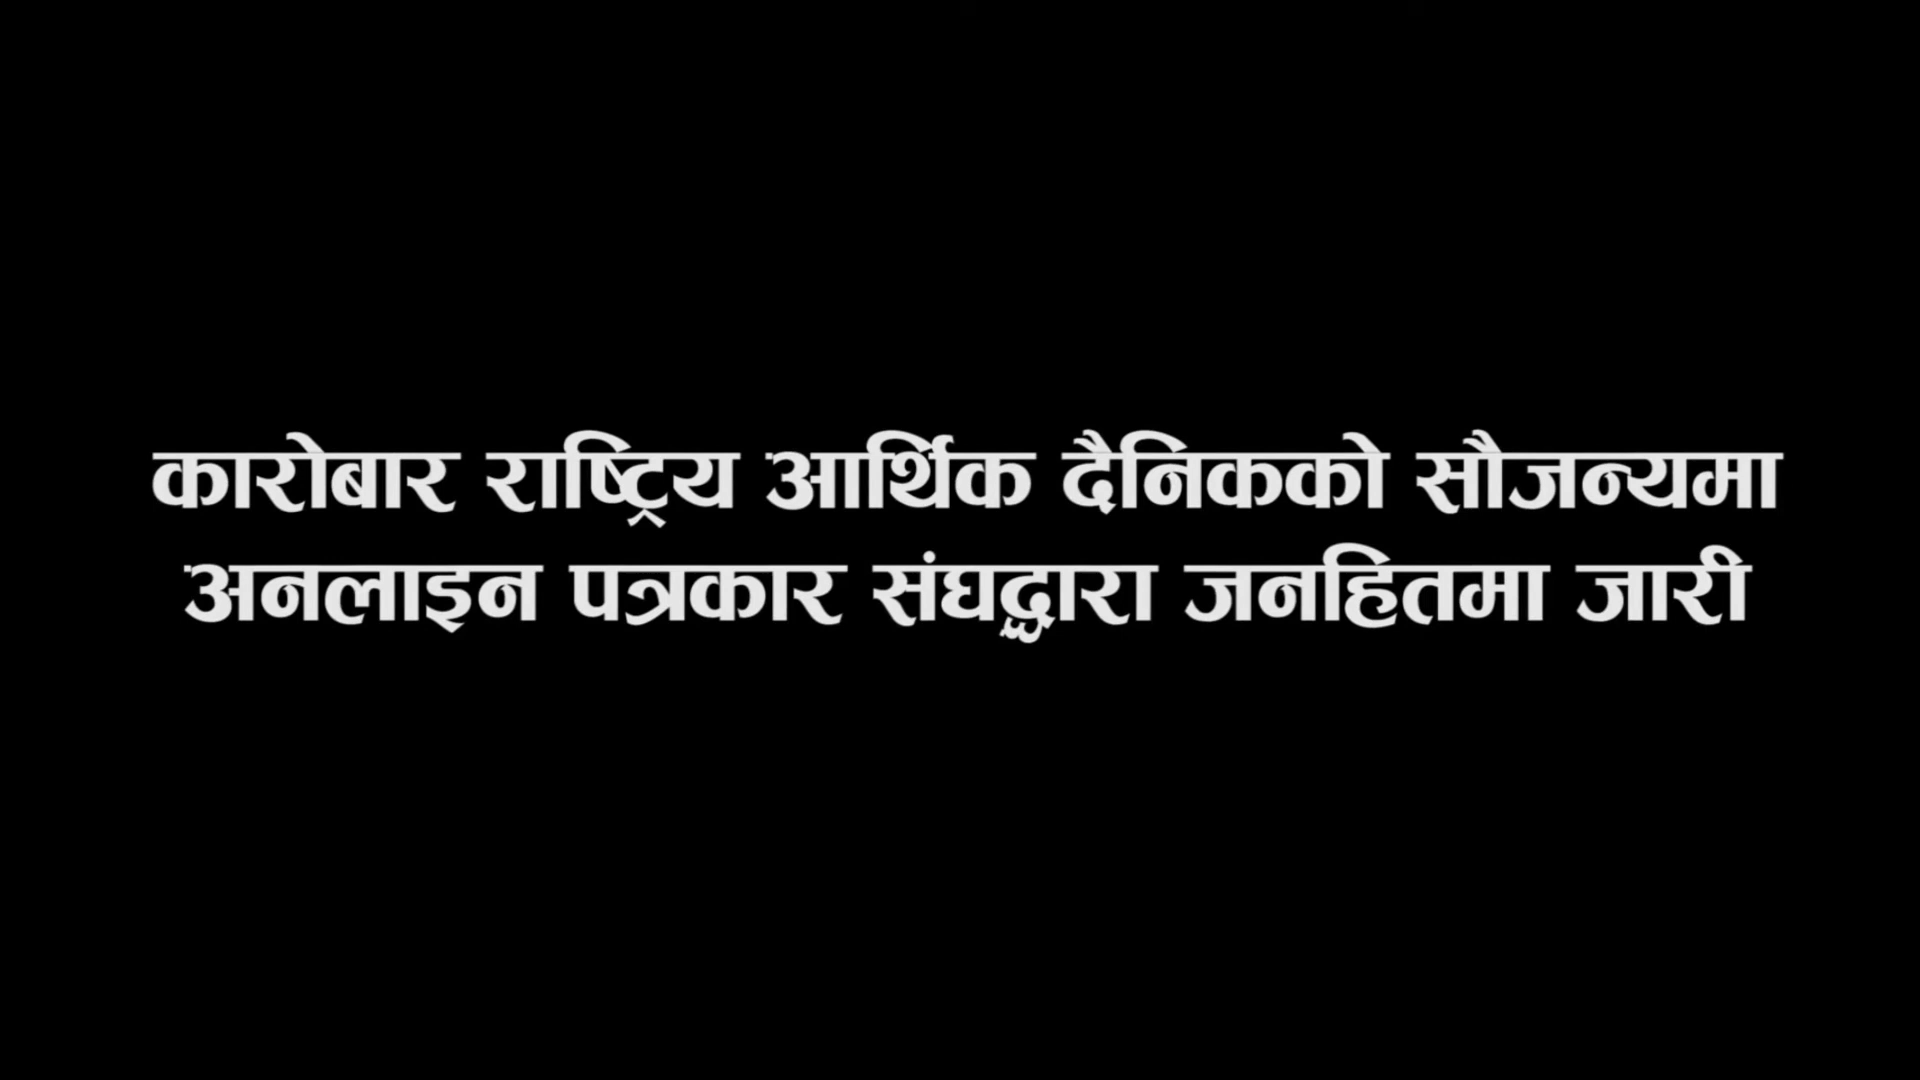 कारोबार राष्ट्रिय आर्थिक दैनिकको सौजन्यमा
अनलाइन पत्रकार संघद्धारा जनहितमा जारी